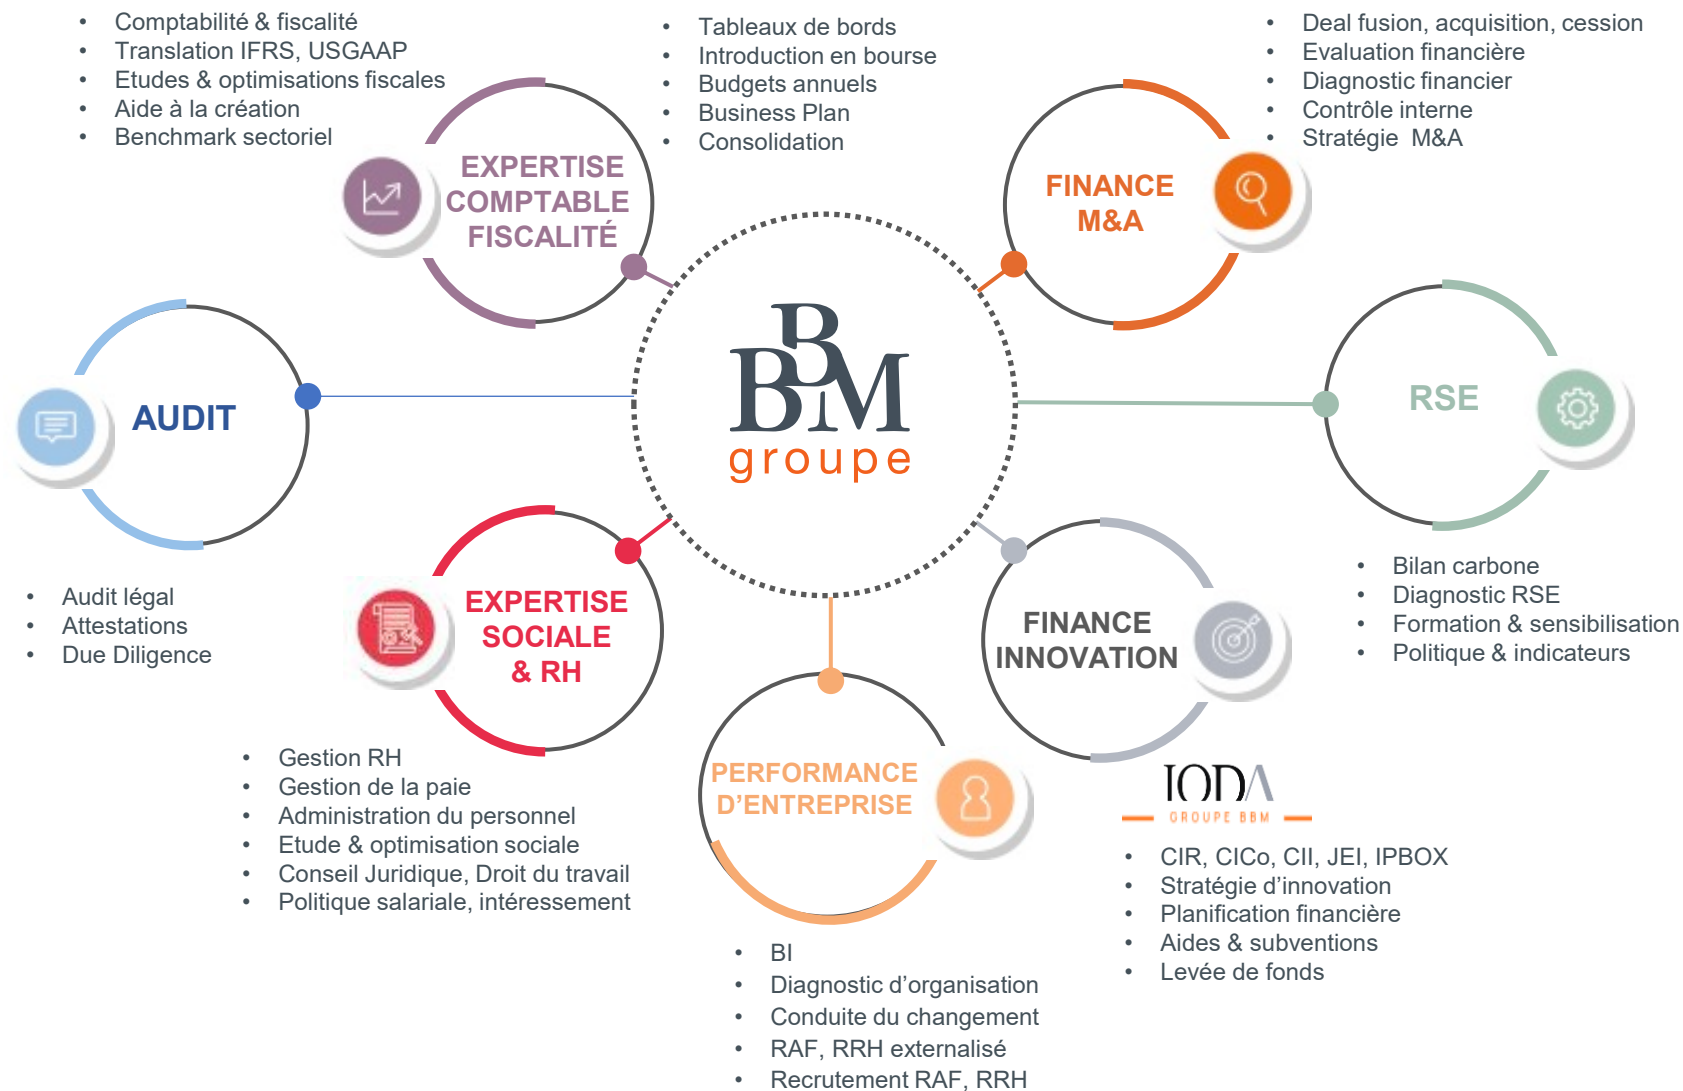 • Comptabilité & fiscalité
• Translation IFRS, USGAAP
• Etudes & optimisations fiscales
• Aide à la création
• Benchmark sectoriel
• Tableaux de bords
• Introduction en bourse
• Budgets annuels
• Business Plan
• Consolidation
• Deal fusion, acquisition, cession
• Evaluation financière
• Diagnostic financier
• Contrôle interne
• Stratégie M&A
EXPERTISE
COMPTABLE
FISCALITÉ
FINANCE
M&A
BBM
groupe
AUDIT
RSE
• Audit légal
• Attestations
• Due Diligence
EXPERTISE
SOCIALE
& RH
FINANCE
INNOVATION
• Bilan carbone
• Diagnostic RSE
• Formation & sensibilisation
• Politique & indicateurs
• Gestion RH
• Gestion de la paie
• Administration du personnel
• Etude & optimisation sociale
• Conseil Juridique, Droit du travail
• Politique salariale, intéressement
PERFORMANCE
D’ENTREPRISE
IODA
GROUPE BBM
• CIR, CICo, CII, JEI, IPBOX
• Stratégie d’innovation
• Planification financière
• Aides & subventions
• Levée de fonds
• BI
• Diagnostic d’organisation
• Conduite du changement
• RAF, RRH externalisé
• Recrutement RAF, RRH